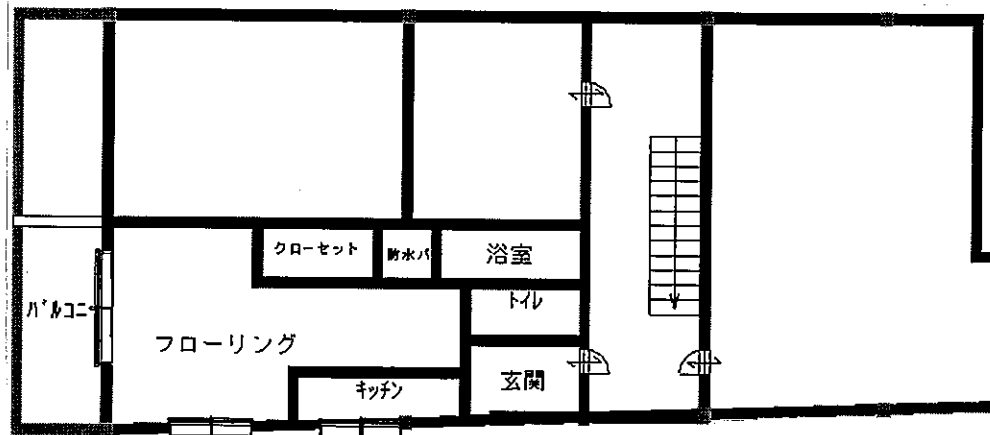 クローセット
防水パ
浴室
バルコニ
トイレ
フローリング
キッチン
玄関